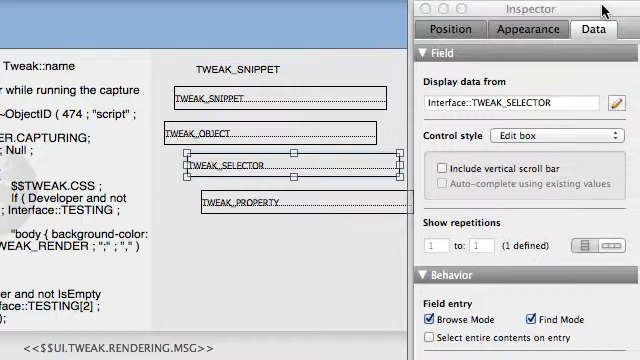 Tweak::name
er while running the capture
~ObjectID ( 474 ; "script" ;
ER.CAPTURING;
; Null ;
$$TWEAK.CSS ;
If ( Developer and not
; Interface::TESTING ;
"body { background-color:
WEAK_RENDER ; ";" ; "," )
er and not IsEmpty
face::TESTING[2] ;
);
<<$$UI.TWEAK.RENDERING.MSG>>
TWEAK_SNIPPET
TWEAK_SNIPPET
TWEAK_OBJECT
TWEAK_SELECTOR
TWEAK_PROPERTY
Inspector
Position Appearance Data
Field
Display data from
Interface::TWEAK_SELECTOR
Control style Edit box
Include vertical scroll bar
Auto-complete using existing values
Show repetitions
1 to: 1 (1 defined)
Behavior
Field entry
Browse Mode Find Mode
Select entire contents on entry